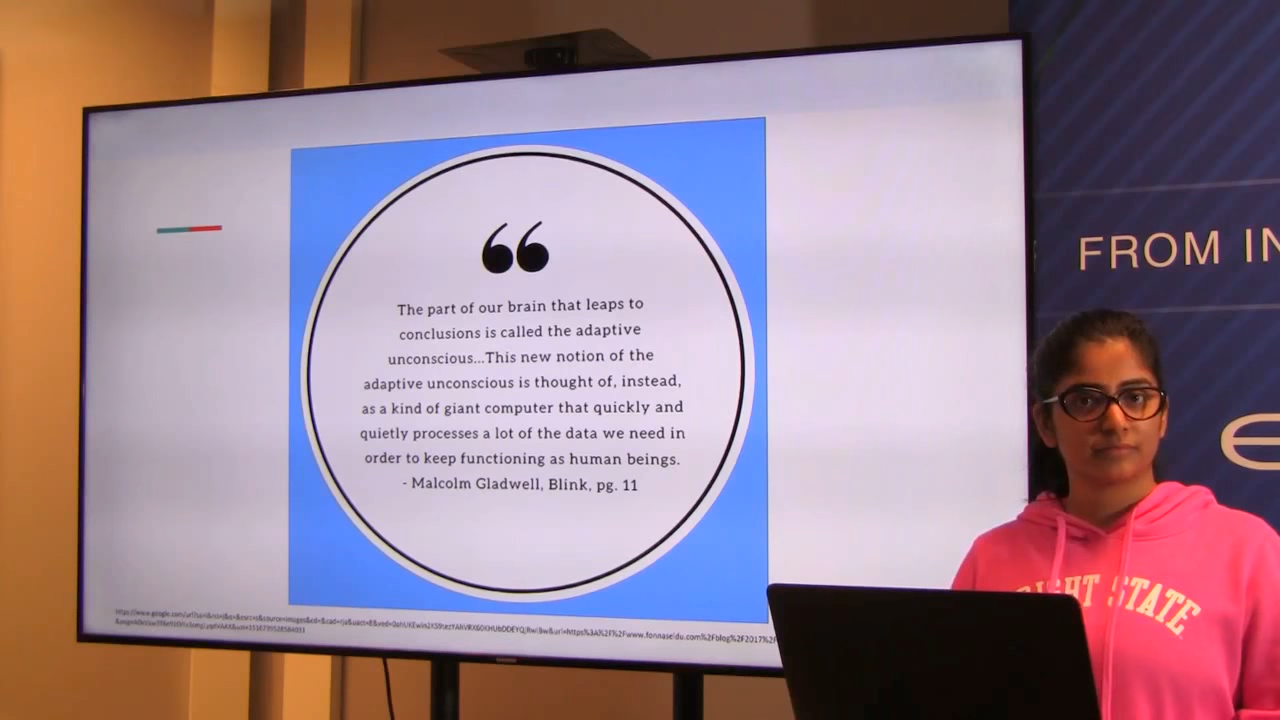 ❝
The part of our brain that leaps to
conclusions is called the adaptive
unconscious...This new notion of the
adaptive unconscious is thought of, instead,
as a kind of giant computer that quickly and
quietly processes a lot of the data we need in
order to keep functioning as human beings.
- Malcolm Gladwell, Blink, pg. 11
FROM IN
IGHT STATE